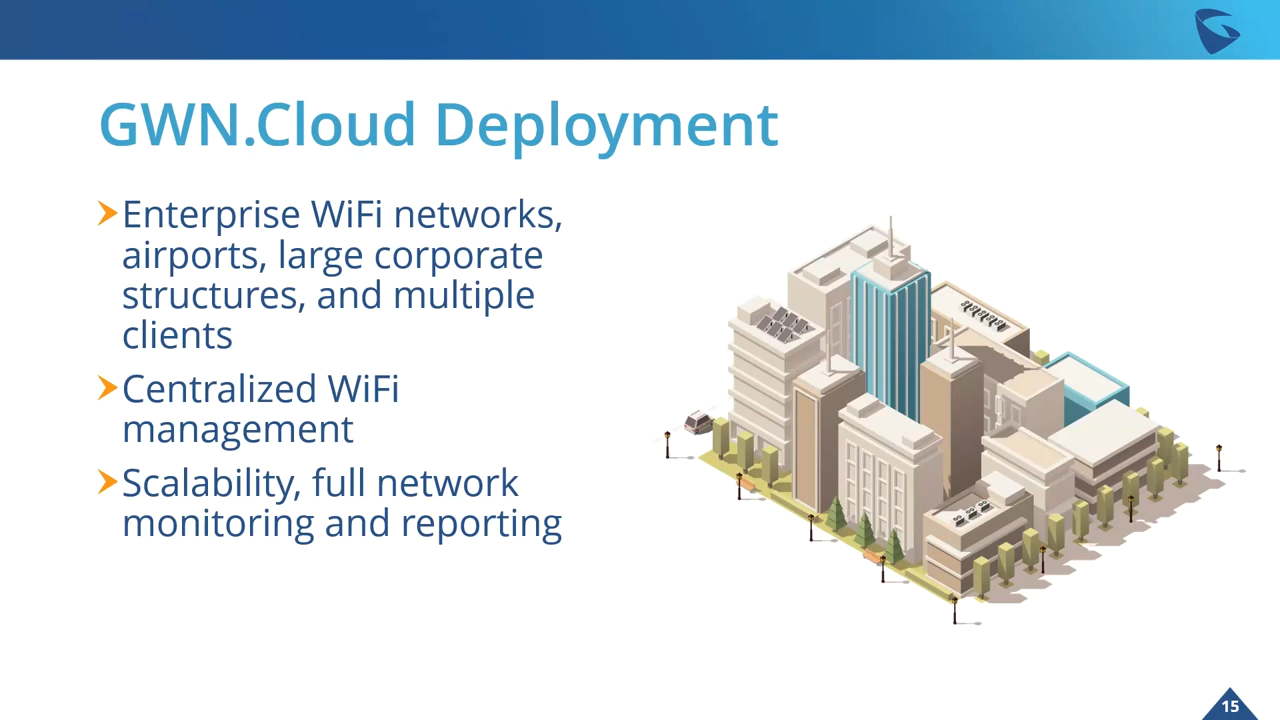 GWN.Cloud Deployment
Enterprise WiFi networks,
airports, large corporate
structures, and multiple
clients
Centralized WiFi
management
Scalability, full network
monitoring and reporting
15